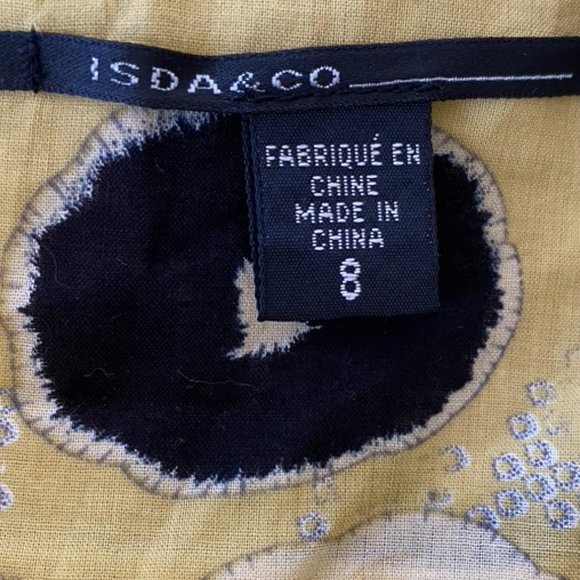 ISDA&CO
FABRIQUÉ EN
CHINE
MADE IN
CHINA
8